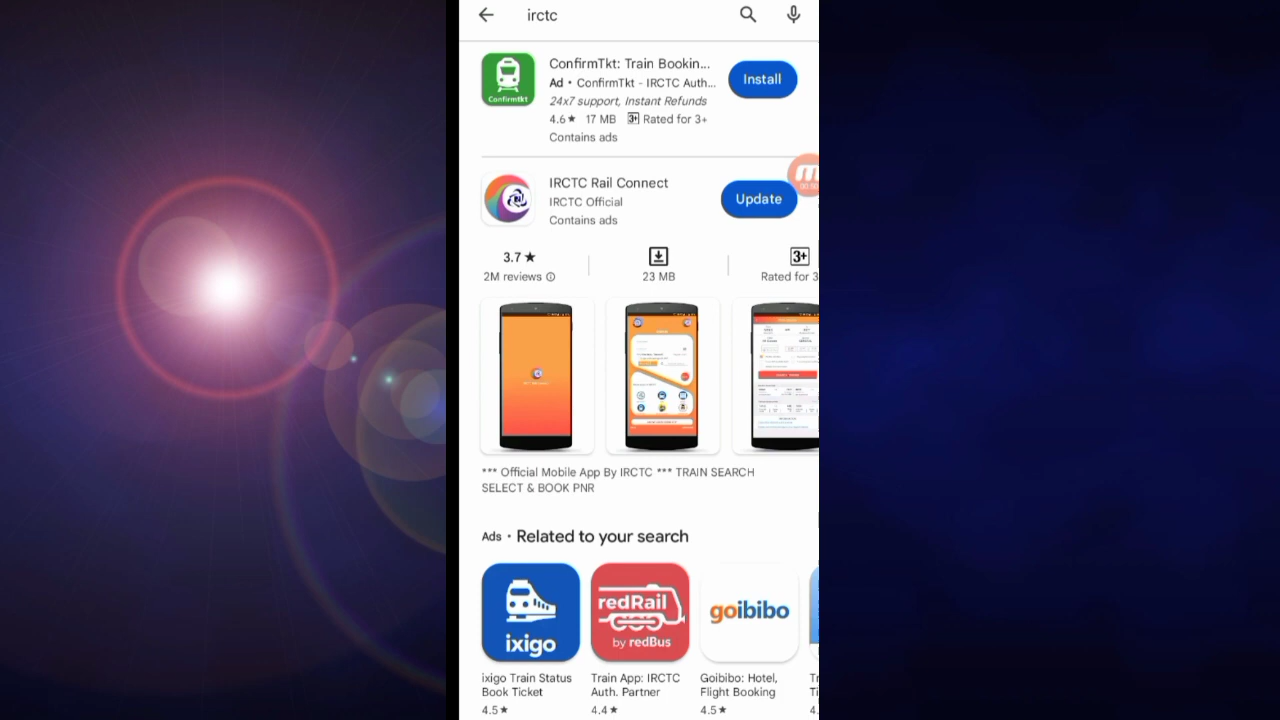 irctc
ConfirmTkt: Train Bookin...
Ad • ConfirmTkt - IRCTC Auth...
24x7 support, Instant Refunds
4.6★ 17 MB 3+ Rated for 3+
Contains ads
Install
Confirmtkt
IRCTC Rail Connect
IRCTC Official
Contains ads
Update
3.7 ★
2M reviews
23 MB
3+
Rated for 3
*** Official Mobile App By IRCTC *** TRAIN SEARCH
SELECT & BOOK PNR
Ads • Related to your search
ixigo
redRail
by redBus
goibibo
ixigo Train Status
Book Ticket
4.5★
Train App: IRCTC
Auth. Partner
4.4★
Goibibo: Hotel,
Flight Booking
4.5★